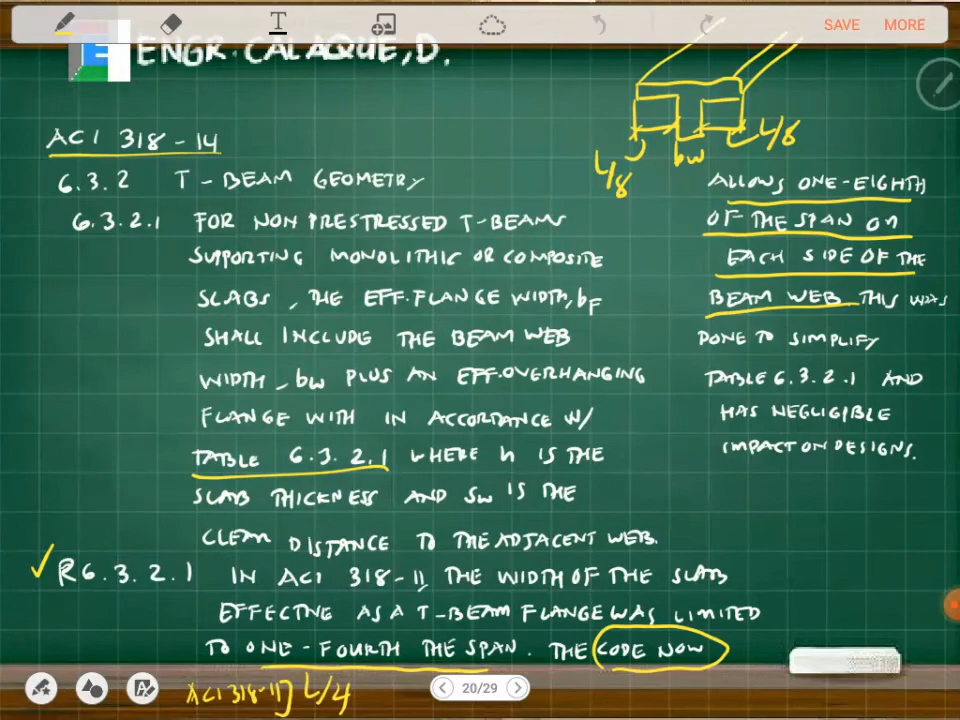 SAVE MORE
ENGR. CALAQUE, D.
L/8 bw L/8
ACI 318-14
6.3.2 T-BEAM GEOMETRY
6.3.2.1 FOR NON PRESTRESSED T-BEAMS
SUPPORTING MONOLITHIC OR COMPOSITE
SLABS, THE EFF. FLANGE WIDTH, bf
SHALL INCLUDE THE BEAM WEB
WIDTH, bw PLUS AN EFF. OVERHANGING
FLANGE WITH IN ACCORDANCE W/
TABLE 6.3.2.1 WHERE h IS THE
SLAB THICKNESS AND SW IS THE
CLEAR DISTANCE TO THE ADJACENT WEB.
R6.3.2.1 IN ACI 318-11, THE WIDTH OF THE SLAB
EFFECTIVE AS A T-BEAM FLANGE WAS LIMITED
TO ONE-FOURTH THE SPAN. THE CODE NOW
ALLOWS ONE-EIGHTH
OF THE SPAN ON
EACH SIDE OF THE
BEAM WEB. THIS WAS
DONE TO SIMPLIFY
TABLE 6.3.2.1 AND
HAS NEGLIGIBLE
IMPACT ON DESIGNS.
ACI 318-11] L/4
20/29